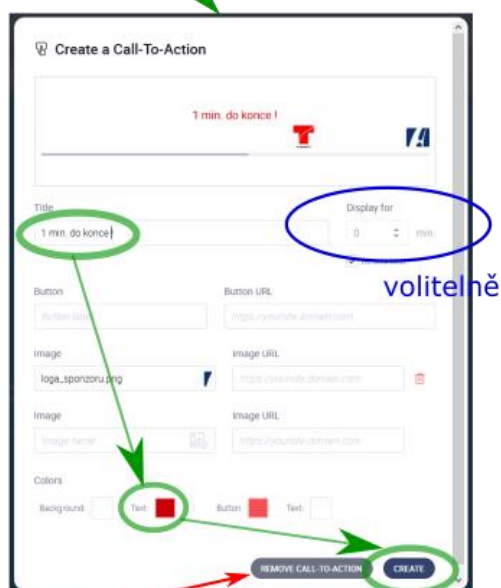 Create a Call-To-Action
1 min. do konce !
Title
Display for
1 min. do konce!
0
min.
volitelně
Button
Button URL
Button label
https://yoursite.domain.com
Image
Image URL
loga_sponzoru.png
https://yoursite.domain.com
Image
Image URL
Image name
https://yoursite.domain.com
Colors
Background
Text
Button
Text
REMOVE CALL-TO-ACTION
CREATE